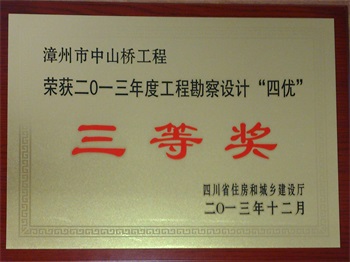 漳州市中山桥工程
荣获二〇一三年度工程勘察设计“四优”
三等奖
四川省住房和城乡建设厅
二〇一三年十二月